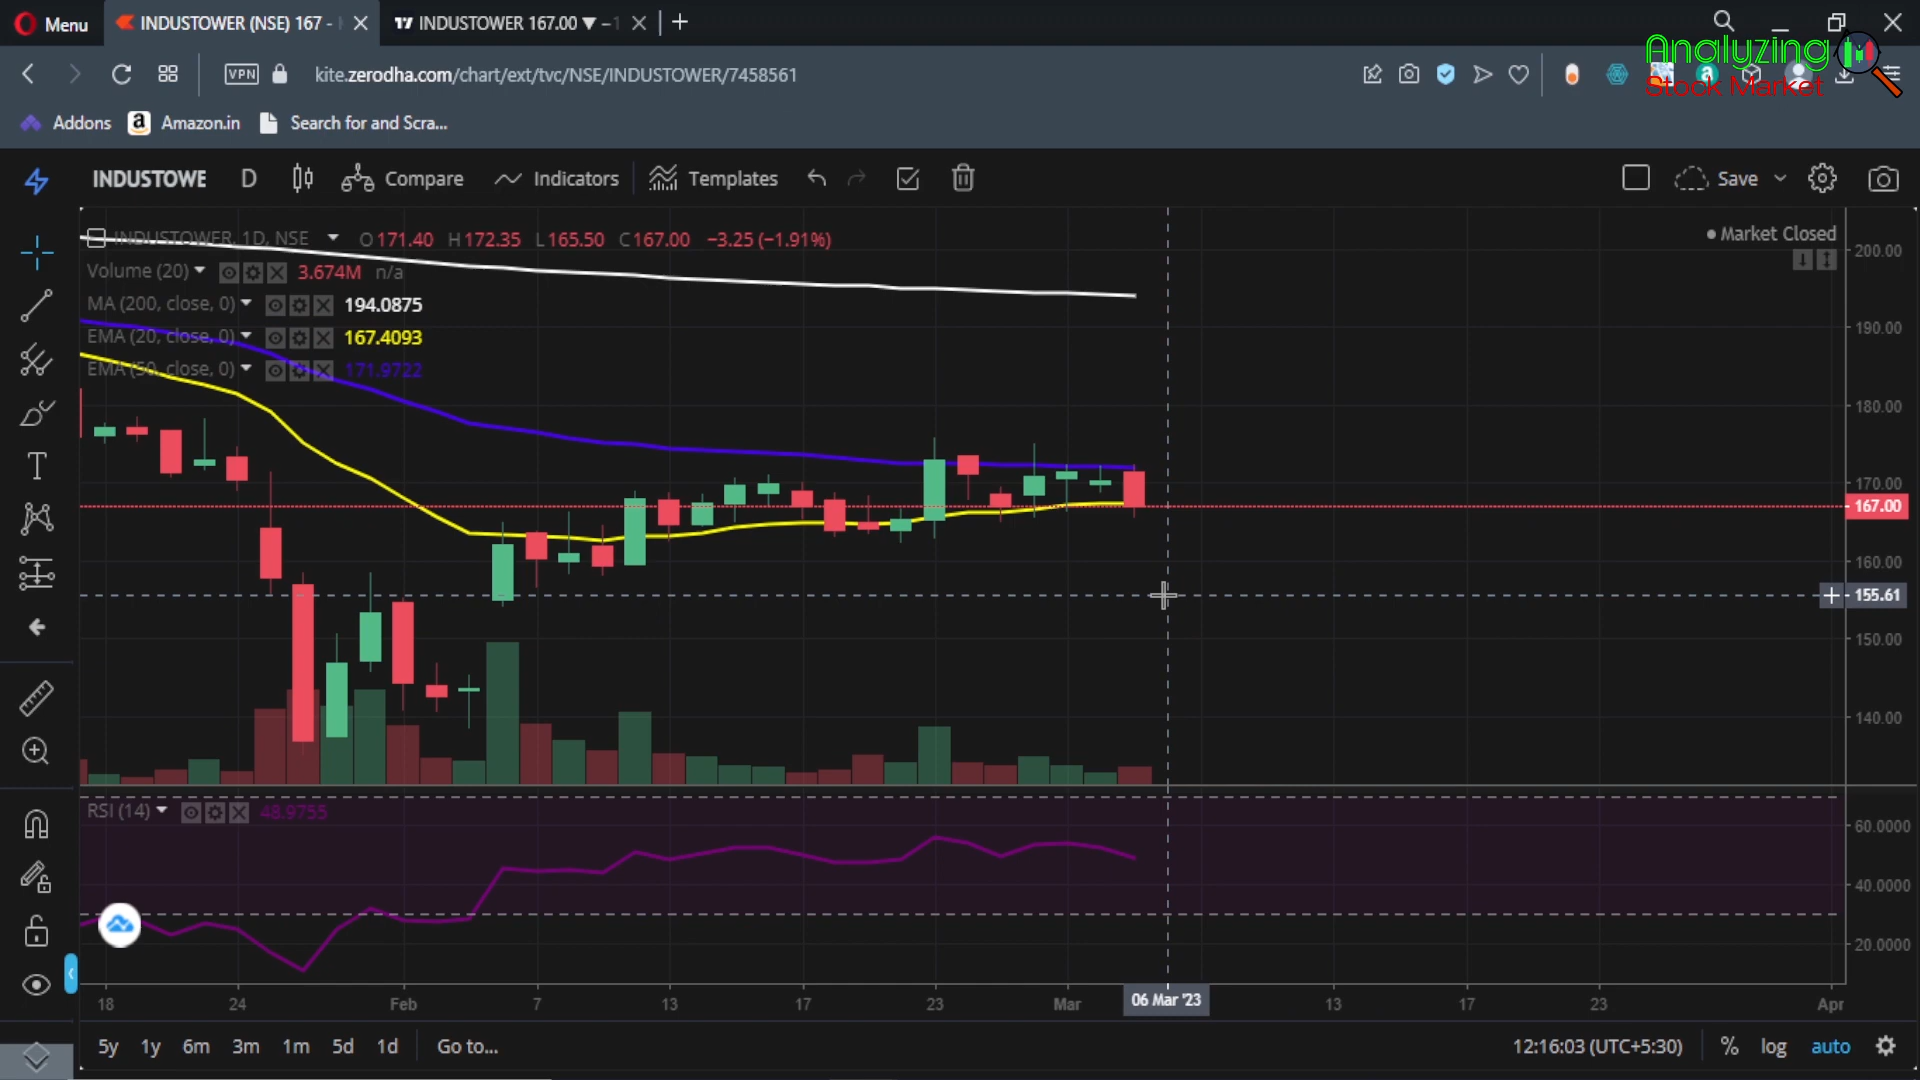 Menu INDUSTOWER (NSE) 167 - INDUSTOWER 167.00 ▼ −1
VPN kite.zerodha.com/chart/ext/tvc/NSE/INDUSTOWER/7458561
Analyzing
Stock Market
Addons Amazon.in Search for and Scra...
INDUSTOWE D Compare Indicators Templates Save
INDUSTOWER, 1D, NSE O171.40 H172.35 L165.50 C167.00 −3.25 (−1.91%)
Market Closed
Volume (20) 3.674M n/a
MA (200, close, 0) 194.0875
EMA (20, close, 0) 167.4093
EMA (50, close, 0) 171.9722
200.00
190.00
180.00
170.00
167.00
160.00
155.61
150.00
140.00
RSI (14) 48.9755
60.0000
40.0000
20.0000
18 24 Feb 7 13 17 23 Mar 06 Mar '23 13 17 23 Apr
5y 1y 6m 3m 1m 5d 1d Go to... 12:16:03 (UTC+5:30) % log auto